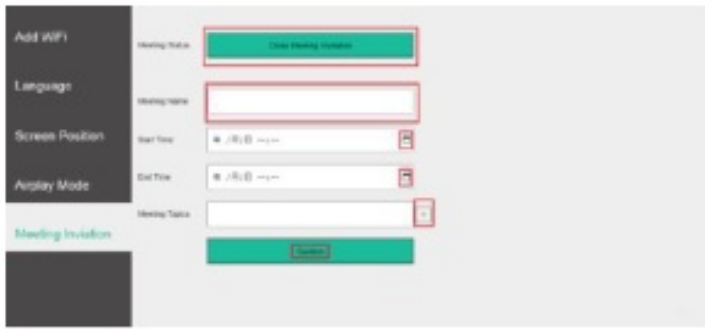 Add WiFi
Meeting Status
Close Meeting Invitation
Language
Meeting Name
Screen Position
Start Time
End Time
Airplay Mode
Meeting Topics
Meeting Inviation